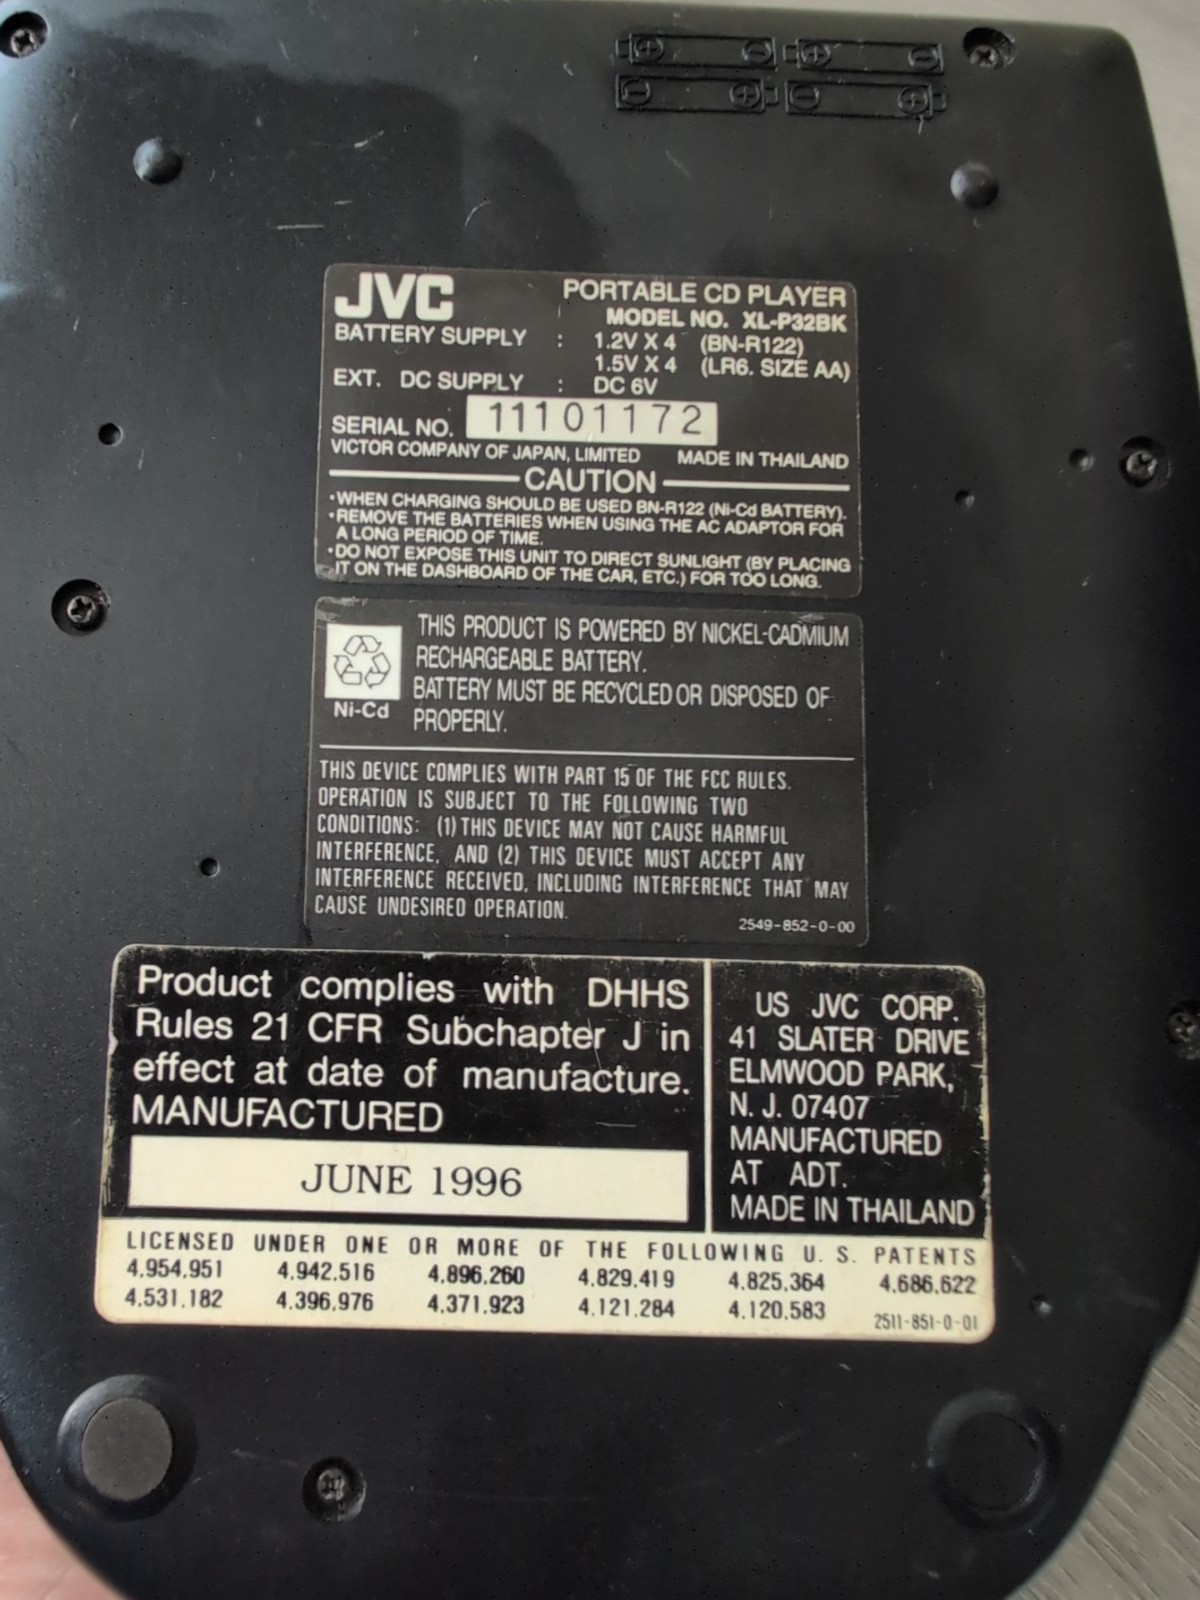 JVC
PORTABLE CD PLAYER
MODEL NO. XL-P32BK
BATTERY SUPPLY : 1.2V X 4 (BN-R122)
1.5V X 4 (LR6. SIZE AA)
EXT. DC SUPPLY : DC 6V
SERIAL NO. 11101172
VICTOR COMPANY OF JAPAN, LIMITED MADE IN THAILAND
CAUTION
•WHEN CHARGING SHOULD BE USED BN-R122 (Ni-Cd BATTERY).
•REMOVE THE BATTERIES WHEN USING THE AC ADAPTOR FOR
A LONG PERIOD OF TIME.
•DO NOT EXPOSE THIS UNIT TO DIRECT SUNLIGHT (BY PLACING
IT ON THE DASHBOARD OF THE CAR, ETC.) FOR TOO LONG.
THIS PRODUCT IS POWERED BY NICKEL-CADMIUM
RECHARGEABLE BATTERY.
BATTERY MUST BE RECYCLED OR DISPOSED OF
PROPERLY.
Ni-Cd
THIS DEVICE COMPLIES WITH PART 15 OF THE FCC RULES.
OPERATION IS SUBJECT TO THE FOLLOWING TWO
CONDITIONS: (1) THIS DEVICE MAY NOT CAUSE HARMFUL
INTERFERENCE, AND (2) THIS DEVICE MUST ACCEPT ANY
INTERFERENCE RECEIVED, INCLUDING INTERFERENCE THAT MAY
CAUSE UNDESIRED OPERATION.
2549-852-0-00
Product complies with DHHS
Rules 21 CFR Subchapter J in
effect at date of manufacture.
MANUFACTURED
JUNE 1996
US JVC CORP.
41 SLATER DRIVE
ELMWOOD PARK,
N. J. 07407
MANUFACTURED
AT ADT.
MADE IN THAILAND
LICENSED UNDER ONE OR MORE OF THE FOLLOWING U. S. PATENTS
4.954,951 4.942,516 4.896,260 4.829,419 4.825,364 4.686,622
4.531,182 4.396,976 4.371,923 4.121,284 4.120,583 2511-851-0-01